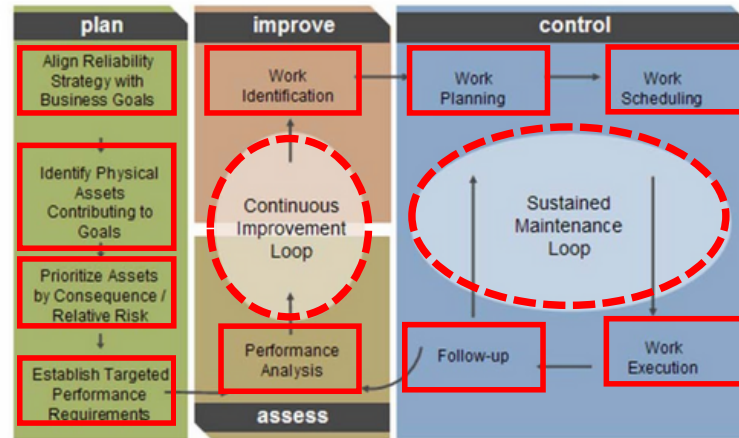 plan
Align Reliability
Strategy with
Business Goals
Identify Physical
Assets
Contributing to
Goals
Prioritize Assets
by Consequence /
Relative Risk
Establish Targeted
Performance
Requirements
improve
Work
Identification
Continuous
Improvement
Loop
Performance
Analysis
assess
control
Work
Planning
Work
Scheduling
Sustained
Maintenance
Loop
Follow-up
Work
Execution